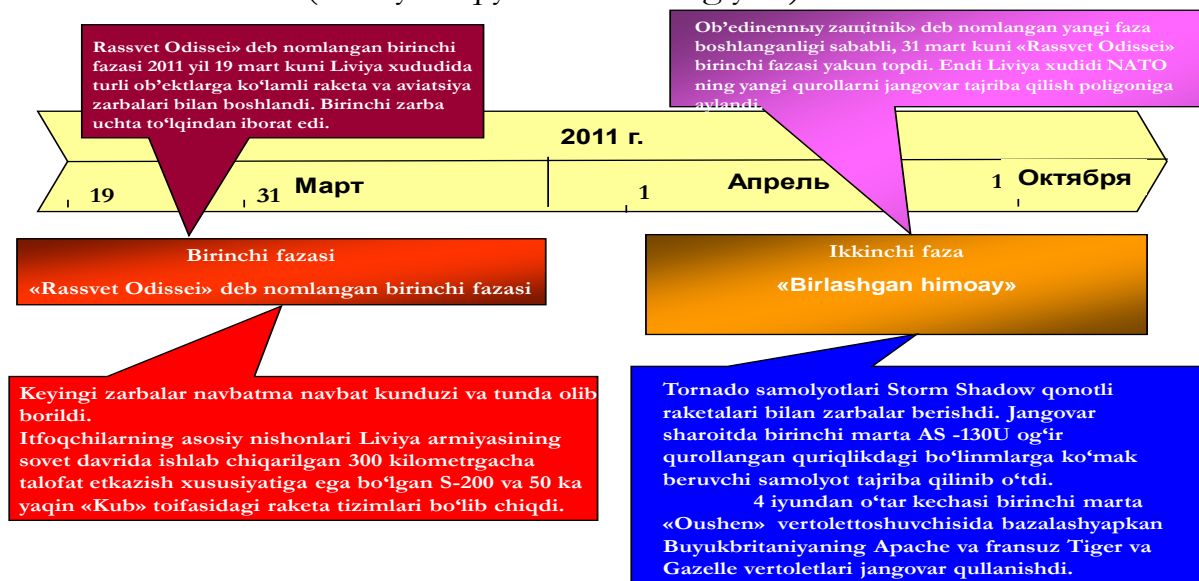 Rassvet Odissei» deb nomlangan birinchi
fazasi 2011 yil 19 mart kuni Liviya xududida
turli ob’ektlarga ko‘lamli raketa va aviatsiya
zarbalari bilan boshlandi. Birinchi zarba
uchta to‘lqindan iborat edi.
Ob’edinennыy zaщitnik» deb nomlangan yangi faza
boshlanganligi sababli, 31 mart kuni «Rassvet Odissei»
birinchi fazasi yakun topdi. Endi Liviya xudidi NATO
ning yangi qurollarni jangovar tajriba qilish poligoniga
aylandi.
2011 г.
19 31 Март 1 Апрель 1 Октября
Birinchi fazasi
«Rassvet Odissei» deb nomlangan birinchi fazasi
Ikkinchi faza
«Birlashgan himoay»
Keyingi zarbalar navbatma navbat kunduzi va tunda olib
borildi.
Itfoqchilarning asosiy nishonlari Liviya armiyasining
sovet davrida ishlab chiqarilgan 300 kilometrgacha
talofat etkazish xususiyatiga ega bo‘lgan S-200 va 50 ka
yaqin «Kub» toifasidagi raketa tizimlari bo‘lib chiqdi.
Tornado samolyotlari Storm Shadow qonotli
raketalari bilan zarbalar berishdi. Jangovar
sharoitda birinchi marta AS -130U og‘ir
qurollangan quriqlikdagi bo‘linmalarga ko‘mak
beruvchi samolyot tajriba qilinib o‘tdi.
4 iyundan o‘tar kechasi birinchi marta
«Oushen» vertolettoshuvchisida bazalashyapkan
Buyukbritaniyaning Apache va fransuz Tiger va
Gazelle vertoletlari jangovar qullanishdi.